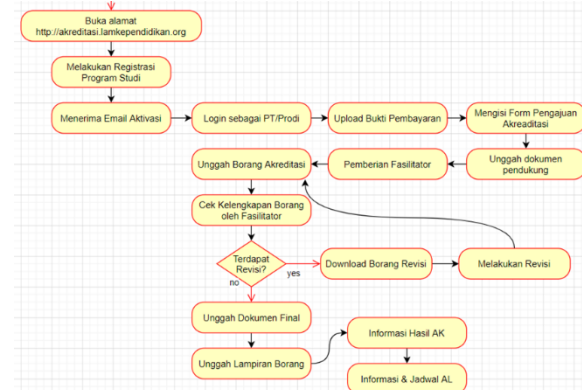 Buka alamat
http://akreditasi.lamkependidikan.org
Melakukan Registrasi
Program Studi
Menerima Email Aktivasi
Login sebagai PT/Prodi
Upload Bukti Pembayaran
Mengisi Form Pengajuan
Akreaditasi
Unggah dokumen
pendukung
Pemberian Fasilitator
Unggah Borang Akreditasi
Cek Kelengkapan Borang
oleh Fasilitator
Terdapat
Revisi?
yes
no
Download Borang Revisi
Melakukan Revisi
Unggah Dokumen Final
Unggah Lampiran Borang
Informasi Hasil AK
Informasi & Jadwal AL